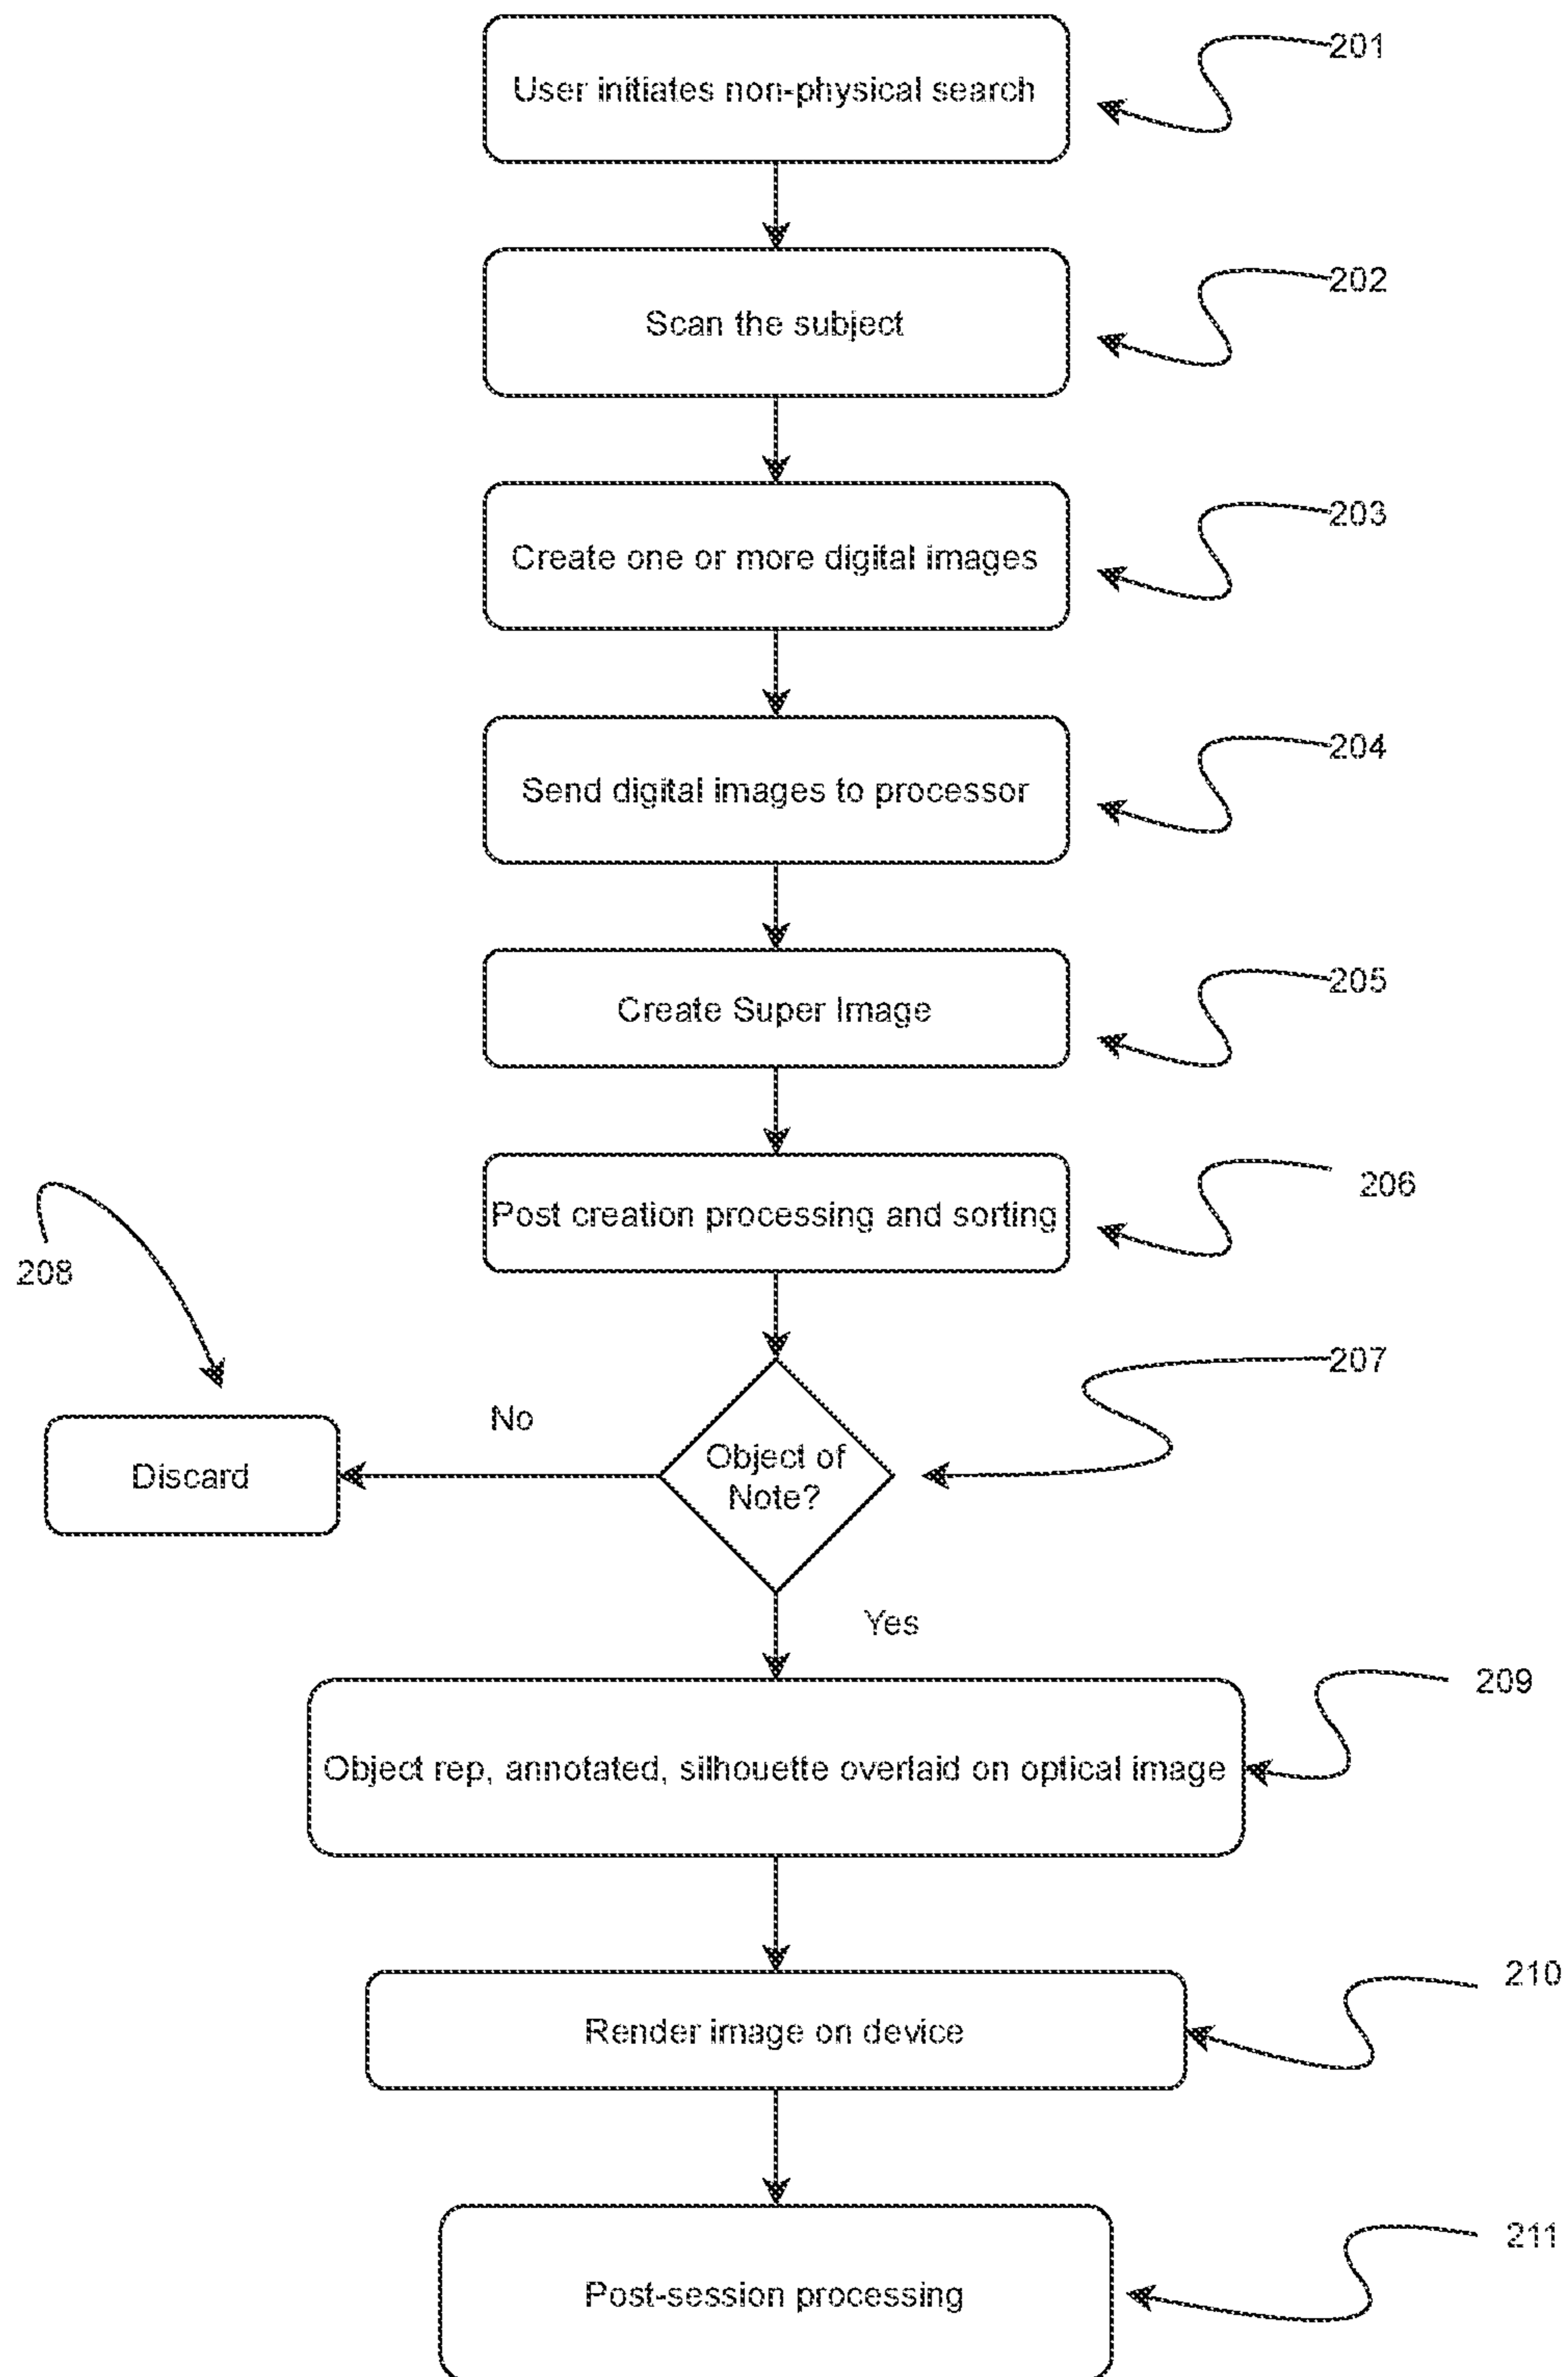 User initiates non-physical search
201
Scan the subject
202
Create one or more digital images
203
Send digital images to processor
204
Create Super Image
205
Post creation processing and sorting
206
208
207
No
Object of
Note?
Discard
Yes
Object rep, annotated, silhouette overlaid on optical image
209
Render image on device
210
Post-session processing
211